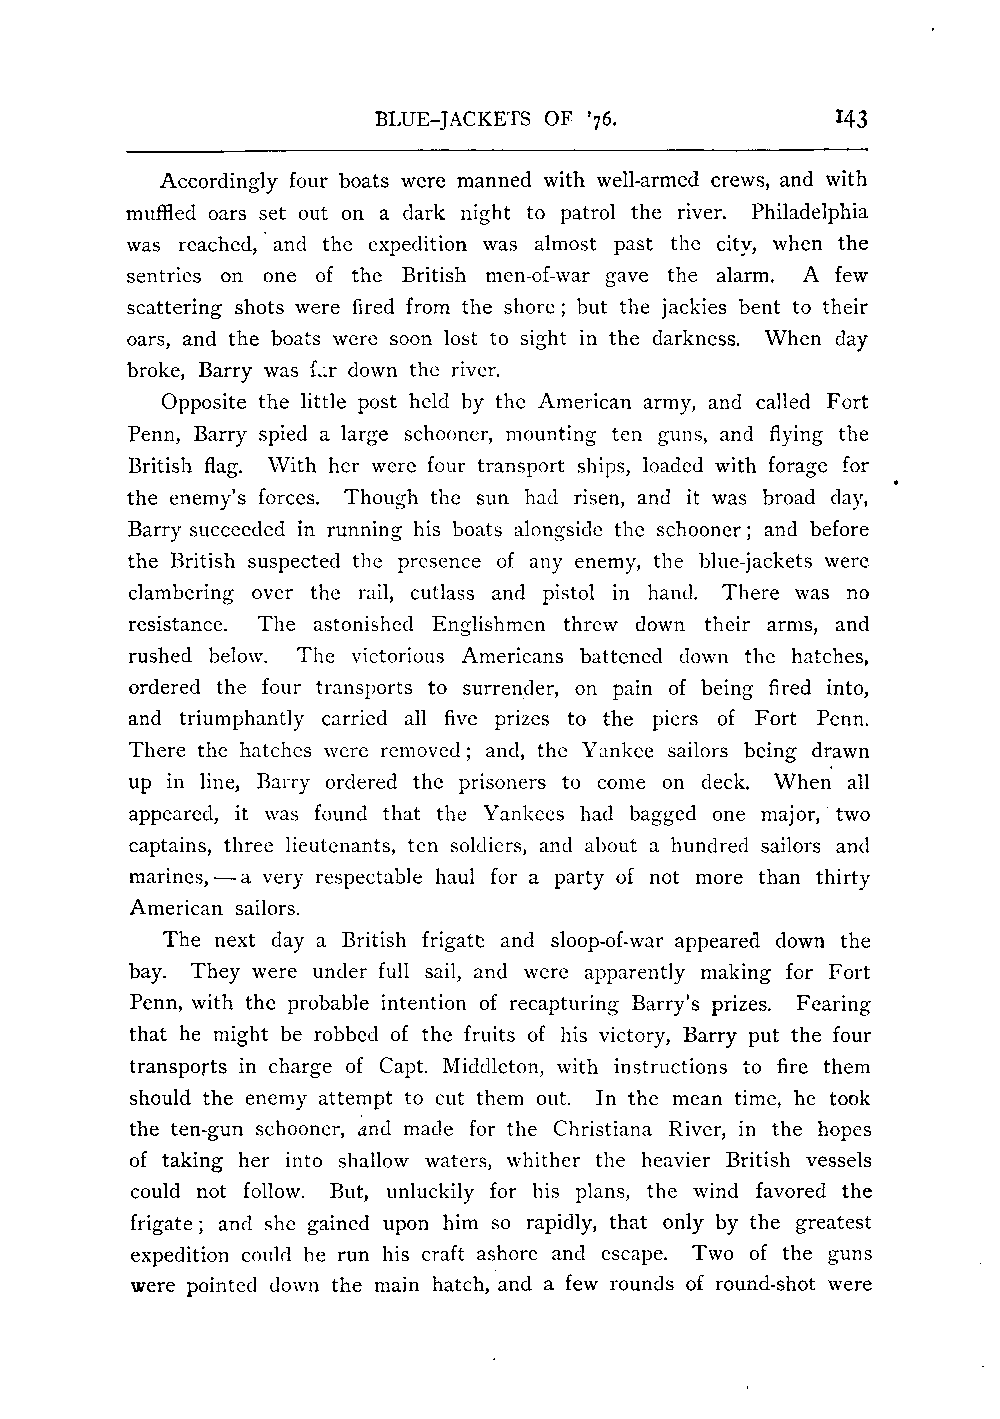 BLUE-JACKETS OF '76. 143
Accordingly four boats were manned with well-armed crews, and with
muffled oars set out on a dark night to patrol the river. Philadelphia
was reached, and the expedition was almost past the city, when the
sentries on one of the British men-of-war gave the alarm. A few
scattering shots were fired from the shore; but the jackies bent to their
oars, and the boats were soon lost to sight in the darkness. When day
broke, Barry was far down the river.
Opposite the little post held by the American army, and called Fort
Penn, Barry spied a large schooner, mounting ten guns, and flying the
British flag. With her were four transport ships, loaded with forage for
the enemy's forces. Though the sun had risen, and it was broad day,
Barry succeeded in running his boats alongside the schooner; and before
the British suspected the presence of any enemy, the blue-jackets were
clambering over the rail, cutlass and pistol in hand. There was no
resistance. The astonished Englishmen threw down their arms, and
rushed below. The victorious Americans battened down the hatches,
ordered the four transports to surrender, on pain of being fired into,
and triumphantly carried all five prizes to the piers of Fort Penn.
There the hatches were removed; and, the Yankee sailors being drawn
up in line, Barry ordered the prisoners to come on deck. When all
appeared, it was found that the Yankees had bagged one major, two
captains, three lieutenants, ten soldiers, and about a hundred sailors and
marines,—a very respectable haul for a party of not more than thirty
American sailors.
The next day a British frigate and sloop-of-war appeared down the
bay. They were under full sail, and were apparently making for Fort
Penn, with the probable intention of recapturing Barry's prizes. Fearing
that he might be robbed of the fruits of his victory, Barry put the four
transports in charge of Capt. Middleton, with instructions to fire them
should the enemy attempt to cut them out. In the mean time, he took
the ten-gun schooner, and made for the Christiana River, in the hopes
of taking her into shallow waters, whither the heavier British vessels
could not follow. But, unluckily for his plans, the wind favored the
frigate; and she gained upon him so rapidly, that only by the greatest
expedition could he run his craft ashore and escape. Two of the guns
were pointed down the main hatch, and a few rounds of round-shot were